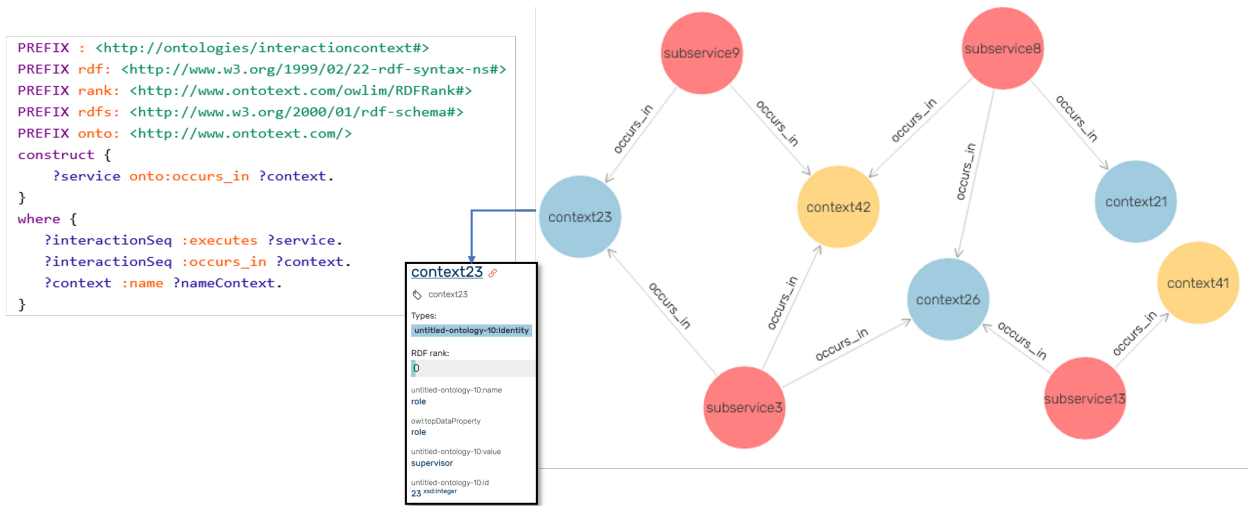 PREFIX : <http://ontologies/interactioncontext#>
PREFIX rdf: <http://www.w3.org/1999/02/22-rdf-syntax-ns#>
PREFIX rank: <http://www.ontotext.com/owlim/RDFRank#>
PREFIX rdfs: <http://www.w3.org/2000/01/rdf-schema#>
PREFIX onto: <http://www.ontotext.com/>
construct {
?service onto:occurs_in ?context.
}
where {
?interactionSeq :executes ?service.
?interactionSeq :occurs_in ?context.
?context :name ?nameContext.
}
context23
context23
Types:
untitled-ontology-10:Identity
RDF rank:
0
untitled-ontology-10:name
role
owl:topDataProperty
role
untitled-ontology-10:value
supervisor
untitled-ontology-10:id
23 xsd:integer
subservice9
subservice8
occurs_in
occurs_in
occurs_in
occurs_in
occurs_in
context23
context42
context21
context26
context41
occurs_in
occurs_in
occurs_in
occurs_in
occurs_in
subservice3
subservice13